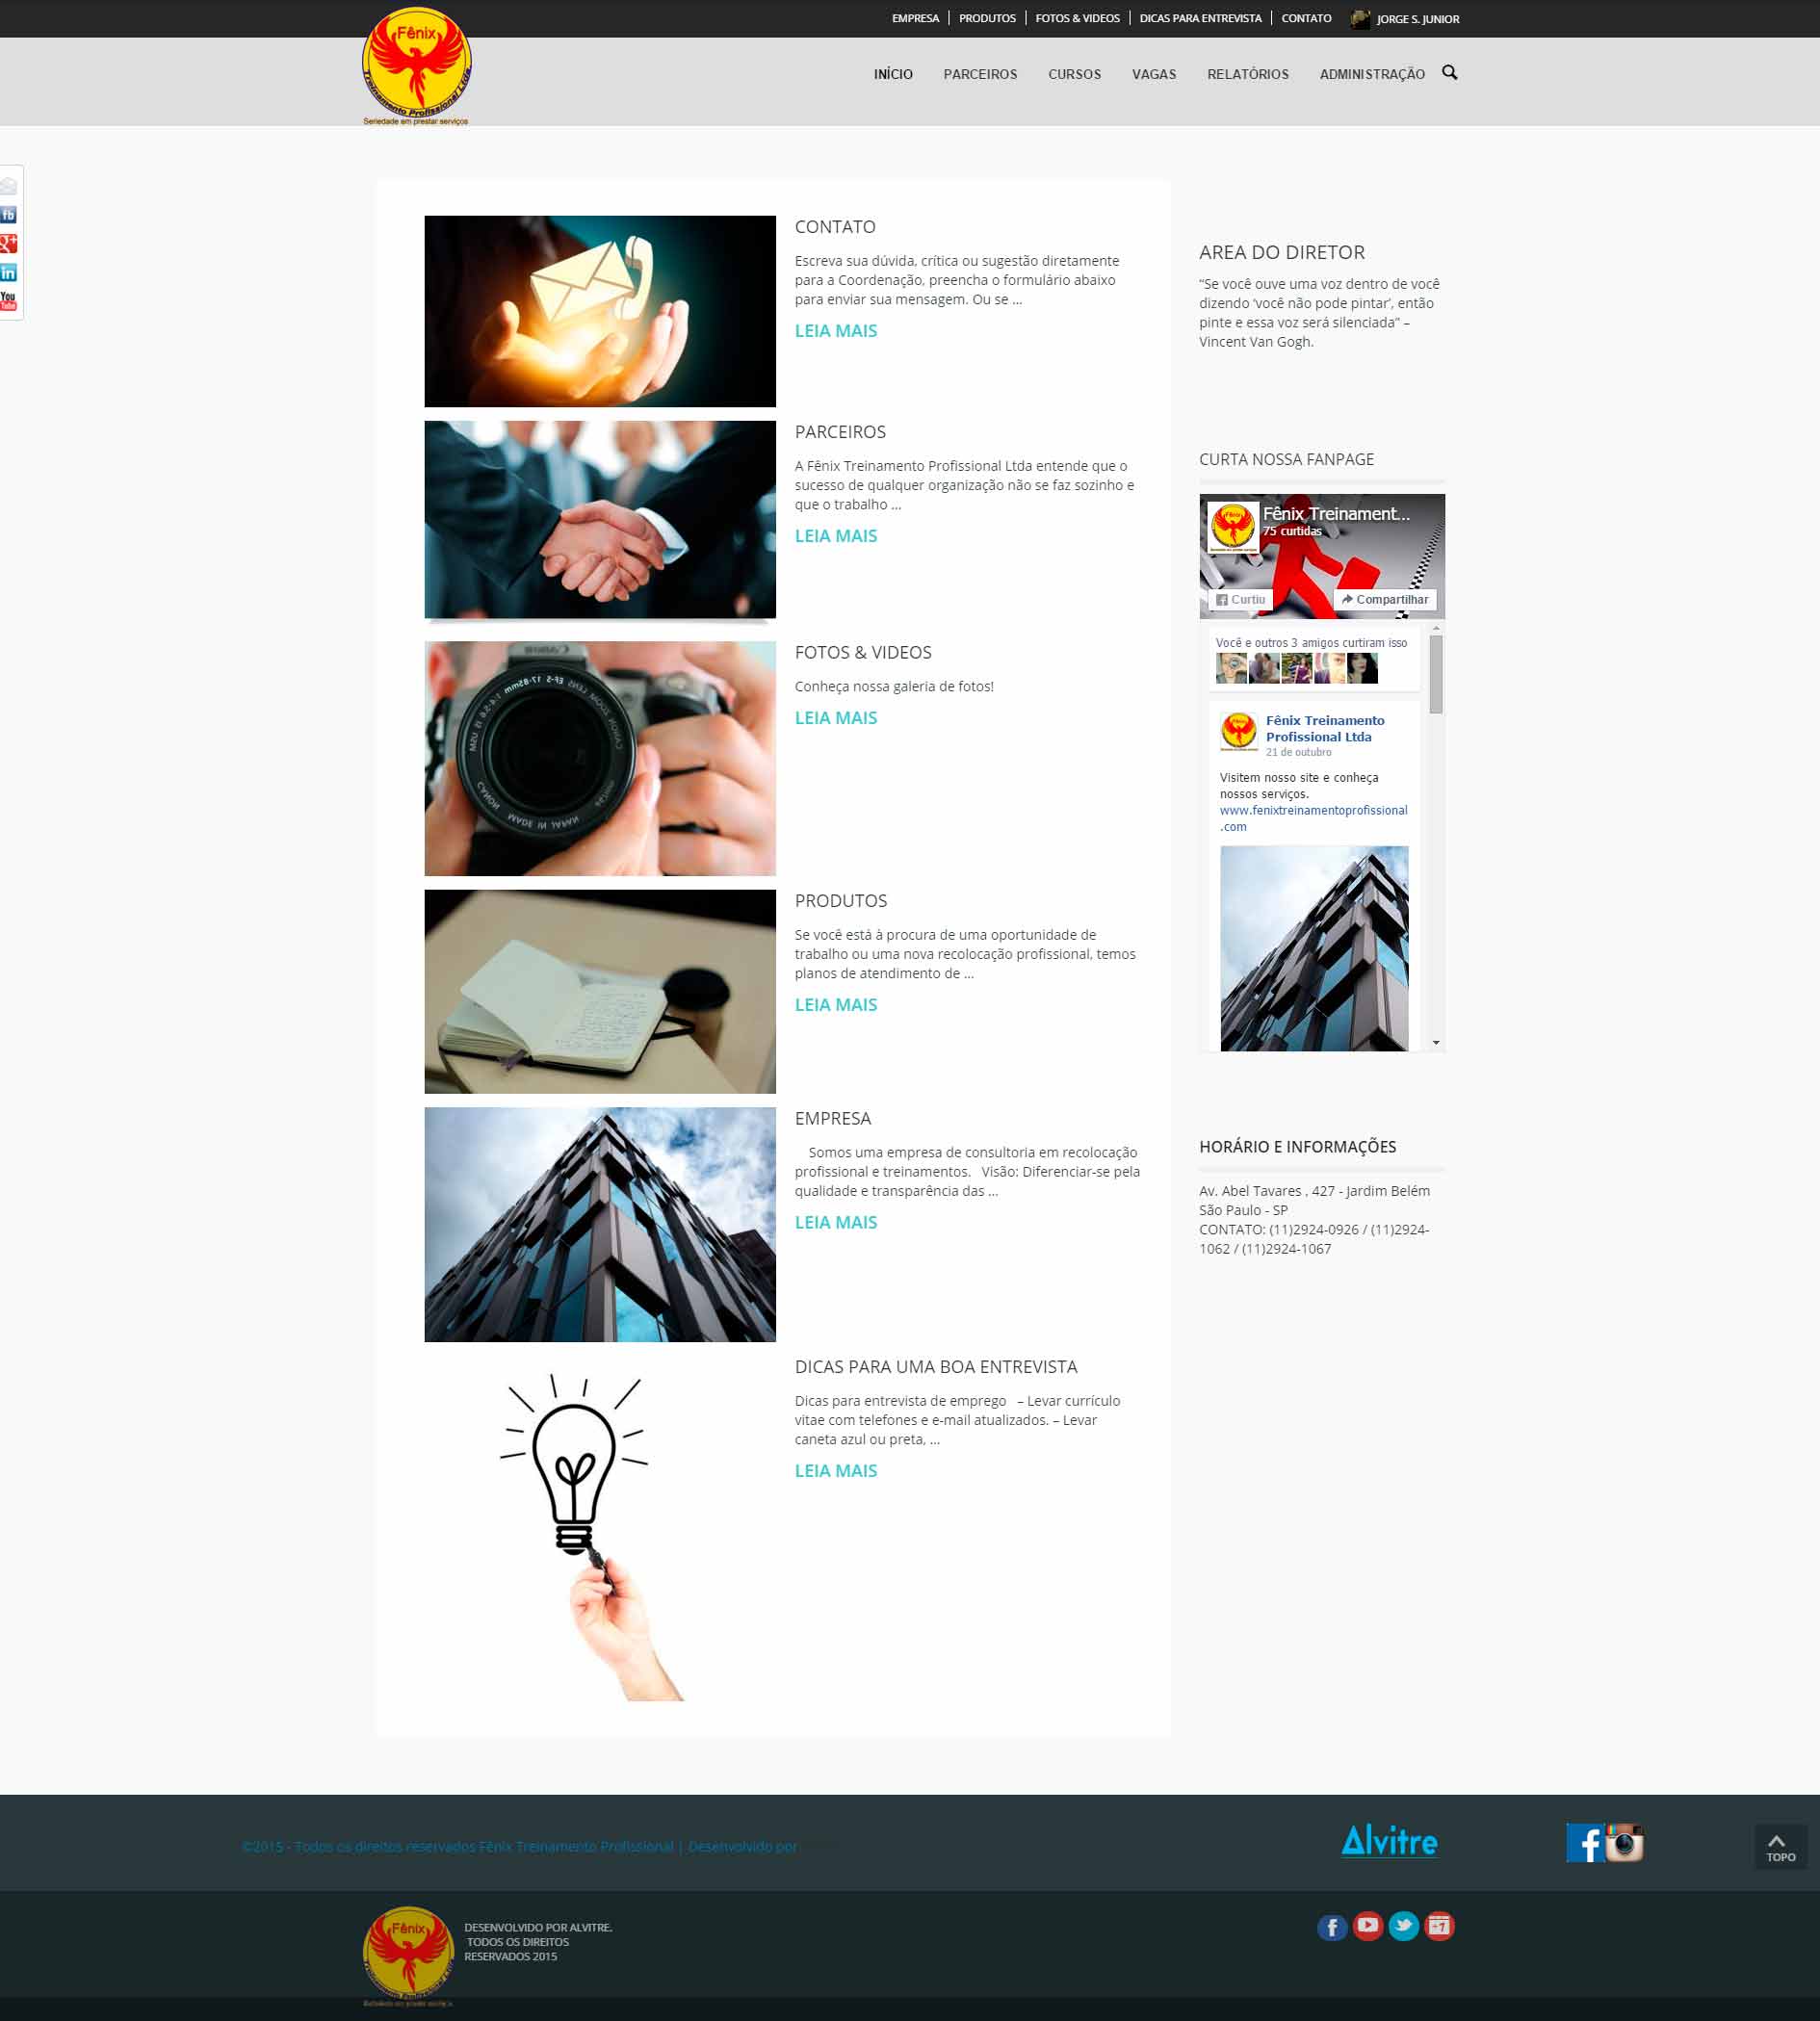 EMPRESA
PRODUTOS
FOTOS & VIDEOS
DICAS PARA ENTREVISTA
CONTATO
JORGE S. JUNIOR
Fênix
Treinamento Profissional Ltda
Seriedade em prestar serviços
INÍCIO
PARCEIROS
CURSOS
VAGAS
RELATÓRIOS
ADMINISTRAÇÃO
fb
g+
in
You
CONTATO
Escreva sua dúvida, crítica ou sugestão diretamente
para a Coordenação, preencha o formulário abaixo
para enviar sua mensagem. Ou se ...
LEIA MAIS
PARCEIROS
A Fênix Treinamento Profissional Ltda entende que o
sucesso de qualquer organização não se faz sozinho e
que o trabalho ...
LEIA MAIS
FOTOS & VIDEOS
Conheça nossa galeria de fotos!
LEIA MAIS
PRODUTOS
Se você está à procura de uma oportunidade de
trabalho ou uma nova recolocação profissional, temos
planos de atendimento de ...
LEIA MAIS
EMPRESA
Somos uma empresa de consultoria em recolocação
profissional e treinamentos. Visão: Diferenciar-se pela
qualidade e transparência das ...
LEIA MAIS
DICAS PARA UMA BOA ENTREVISTA
Dicas para entrevista de emprego – Levar currículo
vitae com telefones e e-mail atualizados. – Levar
caneta azul ou preta, ...
LEIA MAIS
AREA DO DIRETOR
“Se você ouve uma voz dentro de você
dizendo ‘você não pode pintar’, então
pinte e essa voz será silenciada” –
Vincent Van Gogh.
CURTA NOSSA FANPAGE
Fênix Treinament...
75 curtidas
Curtiu
Compartilhar
Você e outros 3 amigos curtiram isso
Fênix Treinamento
Profissional Ltda
21 de outubro
Visitem nosso site e conheça
nossos serviços.
www.fenixtreinamentoprofissional
.com
HORÁRIO E INFORMAÇÕES
Av. Abel Tavares , 427 - Jardim Belém
São Paulo - SP
CONTATO: (11)2924-0926 / (11)2924-
1062 / (11)2924-1067
©2015 - Todos os direitos reservados Fênix Treinamento Profissional | Desenvolvido por
Alvitre
TOPO
Fênix
DESENVOLVIDO POR ALVITRE.
TODOS OS DIREITOS
RESERVADOS 2015